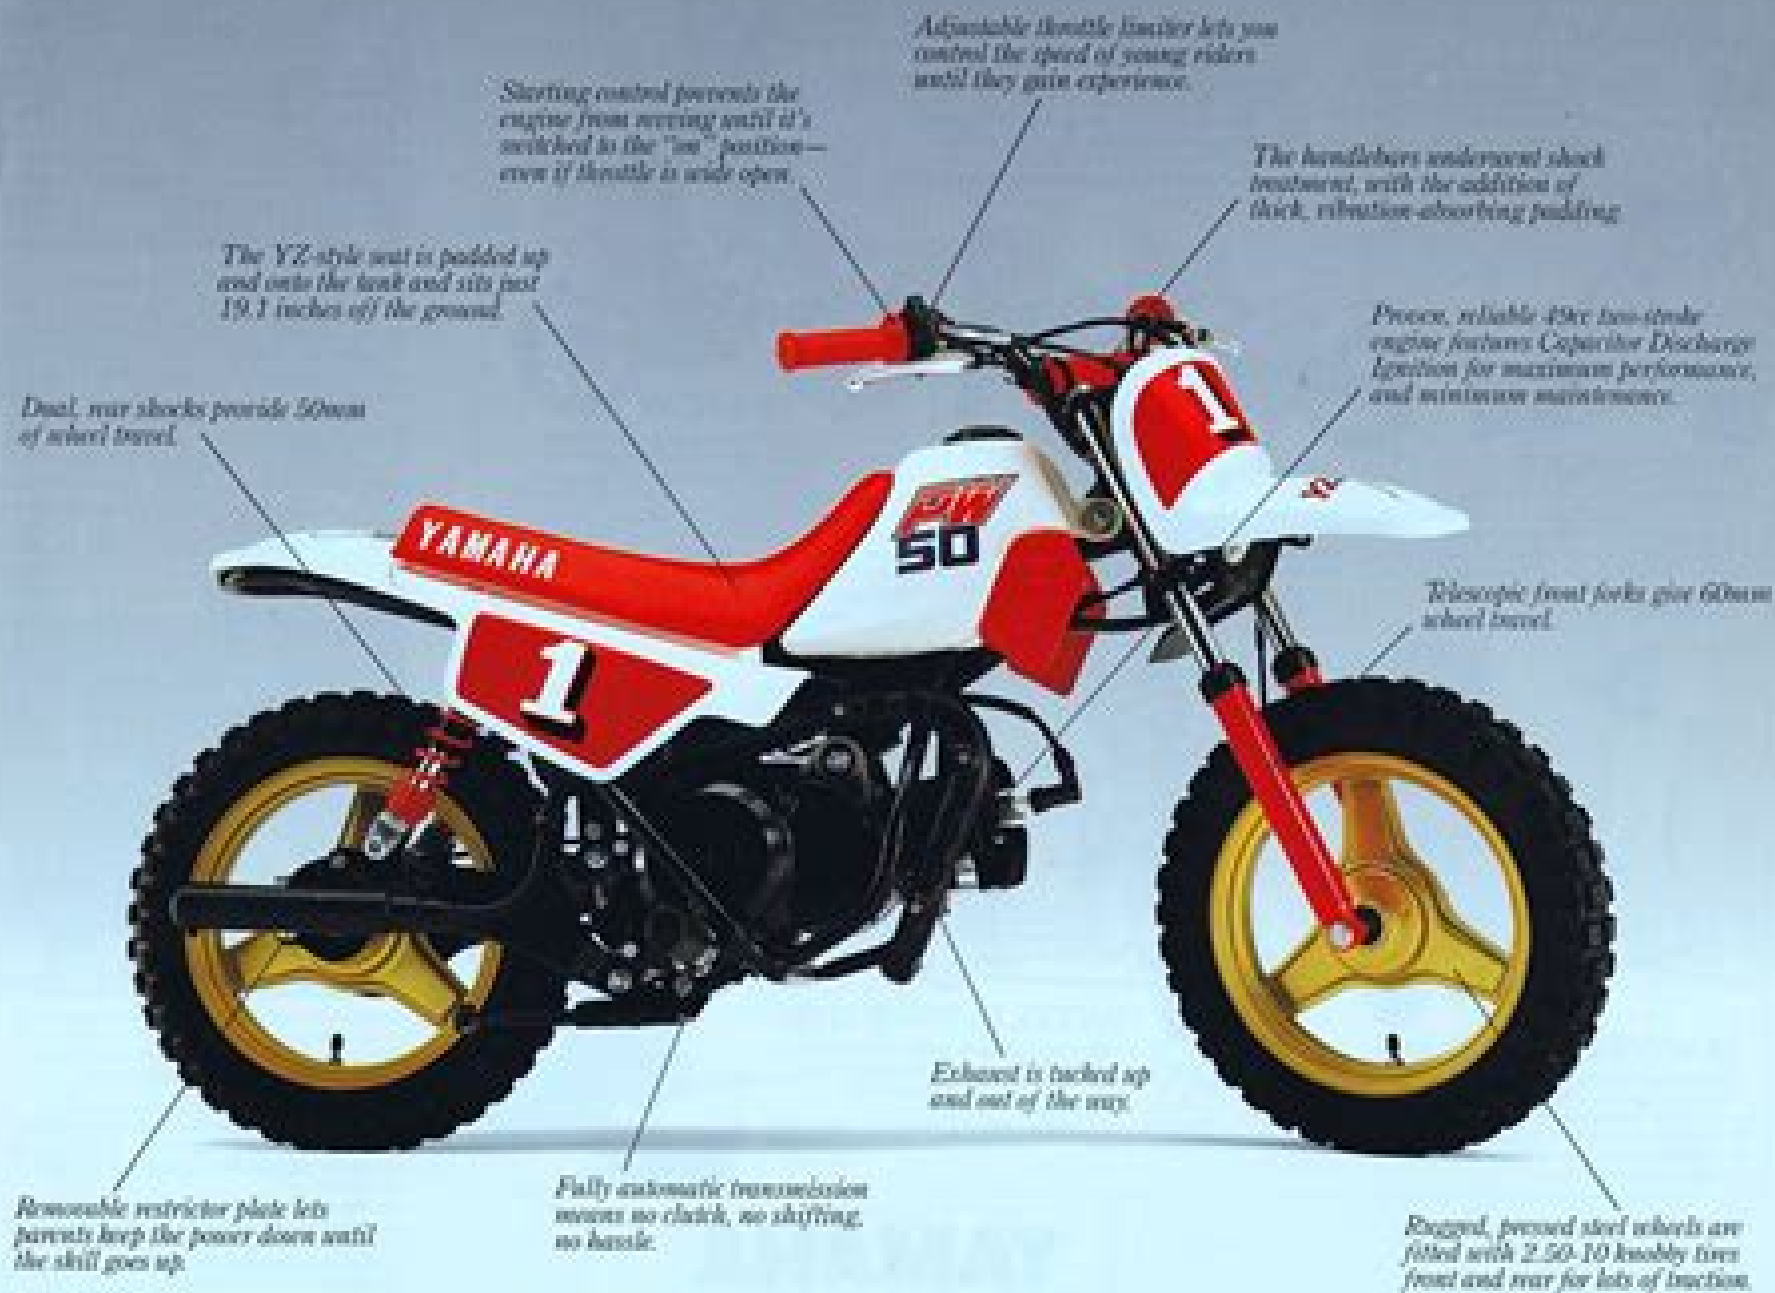 Adjustable throttle limiter lets you
control the speed of young riders
until they gain experience.
Starting control prevents the
engine from revving until it's
switched to the "on" position—
even if throttle is wide open.
The handlebars underwent shock
treatment, with the addition of
thick, vibration-absorbing padding
The YZ-style seat is padded up
and onto the tank and sits just
19.1 inches off the ground.
Proven, reliable 49cc two-stroke
engine features Capacitor Discharge
Ignition for maximum performance,
and minimum maintenance.
Dual, rear shocks provide 50mm
of wheel travel.
1
YZ
PW
50
YAMAHA
1
Telescopic front forks give 60mm
wheel travel.
Exhaust is tucked up
and out of the way.
Removable restrictor plate lets
parents keep the power down until
the skill goes up.
Fully automatic transmission
means no clutch, no shifting,
no hassle.
Rugged, pressed steel wheels are
fitted with 2.50-10 knobby tires
front and rear for lots of traction.